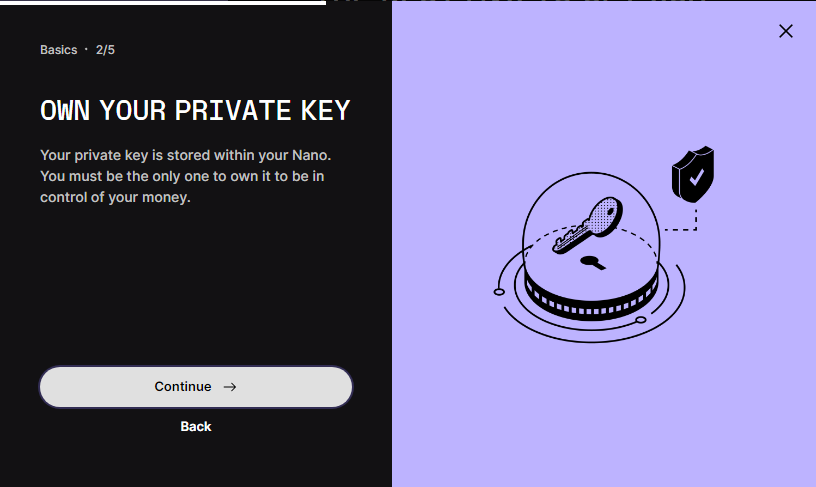 Basics · 2/5
OWN YOUR PRIVATE KEY
Your private key is stored within your Nano.
You must be the only one to own it to be in
control of your money.
Continue →
Back